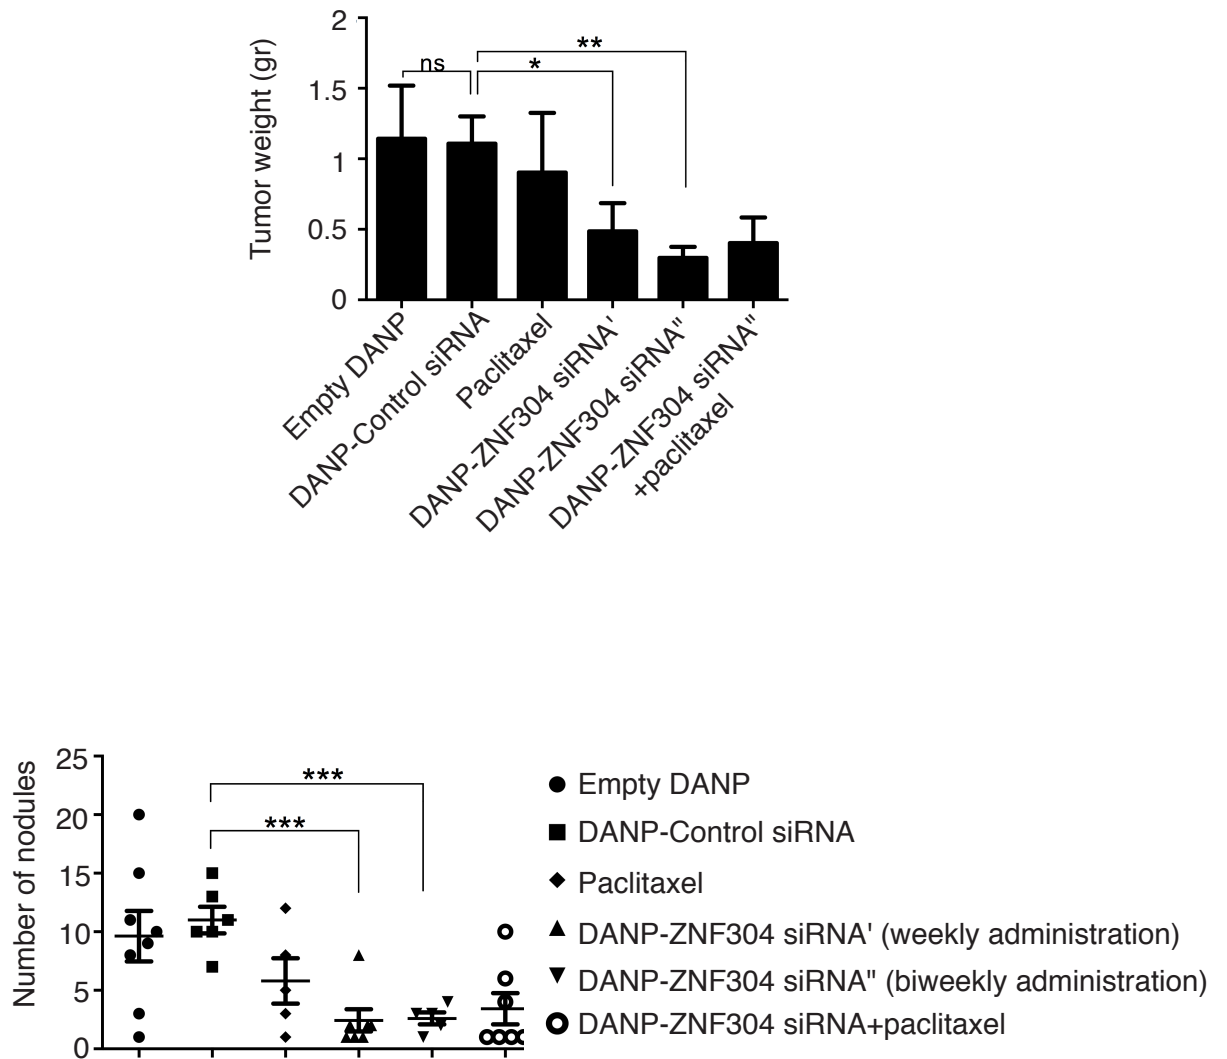 Tumor weight (gr)
2
1.5
1
0.5
0
ns
*
**
Empty DANP
DANP-Control siRNA
Paclitaxel
DANP-ZNF304 siRNA'
DANP-ZNF304 siRNA"
DANP-ZNF304 siRNA"
+paclitaxel
Number of nodules
25
20
15
10
5
0
***
***
Empty DANP
DANP-Control siRNA
Paclitaxel
DANP-ZNF304 siRNA' (weekly administration)
DANP-ZNF304 siRNA" (biweekly administration)
DANP-ZNF304 siRNA+paclitaxel